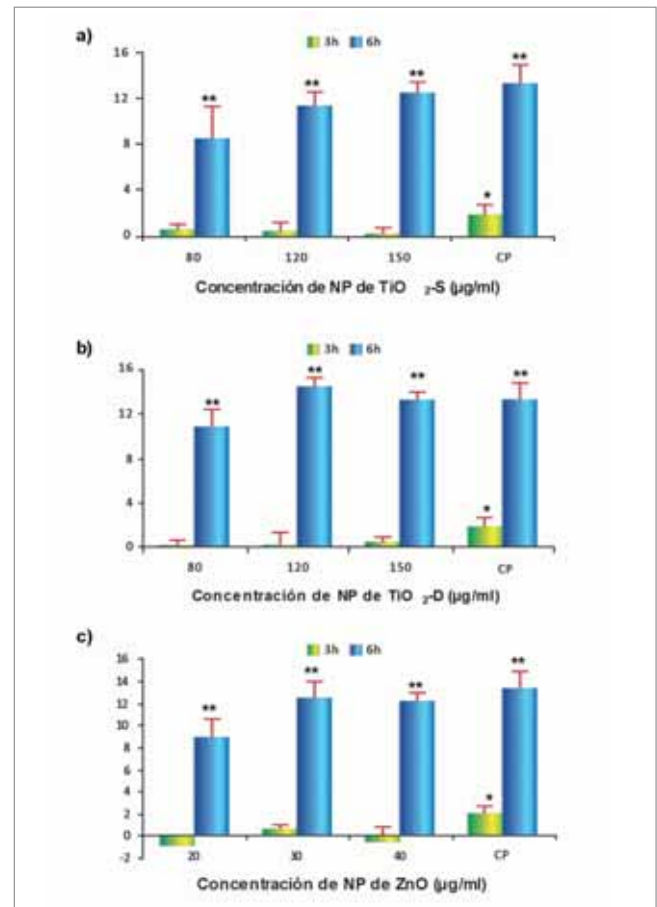 a)
3h 6h
16
12
8
4
0
** ** ** * **
80 120 150 CP
Concentración de NP de TiO 2-S (µg/ml)
b)
3h 6h
16
12
8
4
0
** ** ** * **
80 120 150 CP
Concentración de NP de TiO 2-D (µg/ml)
c)
3h 6h
16
14
12
10
8
6
4
2
0
-2
** ** ** * **
20 30 40 CP
Concentración de NP de ZnO (µg/ml)